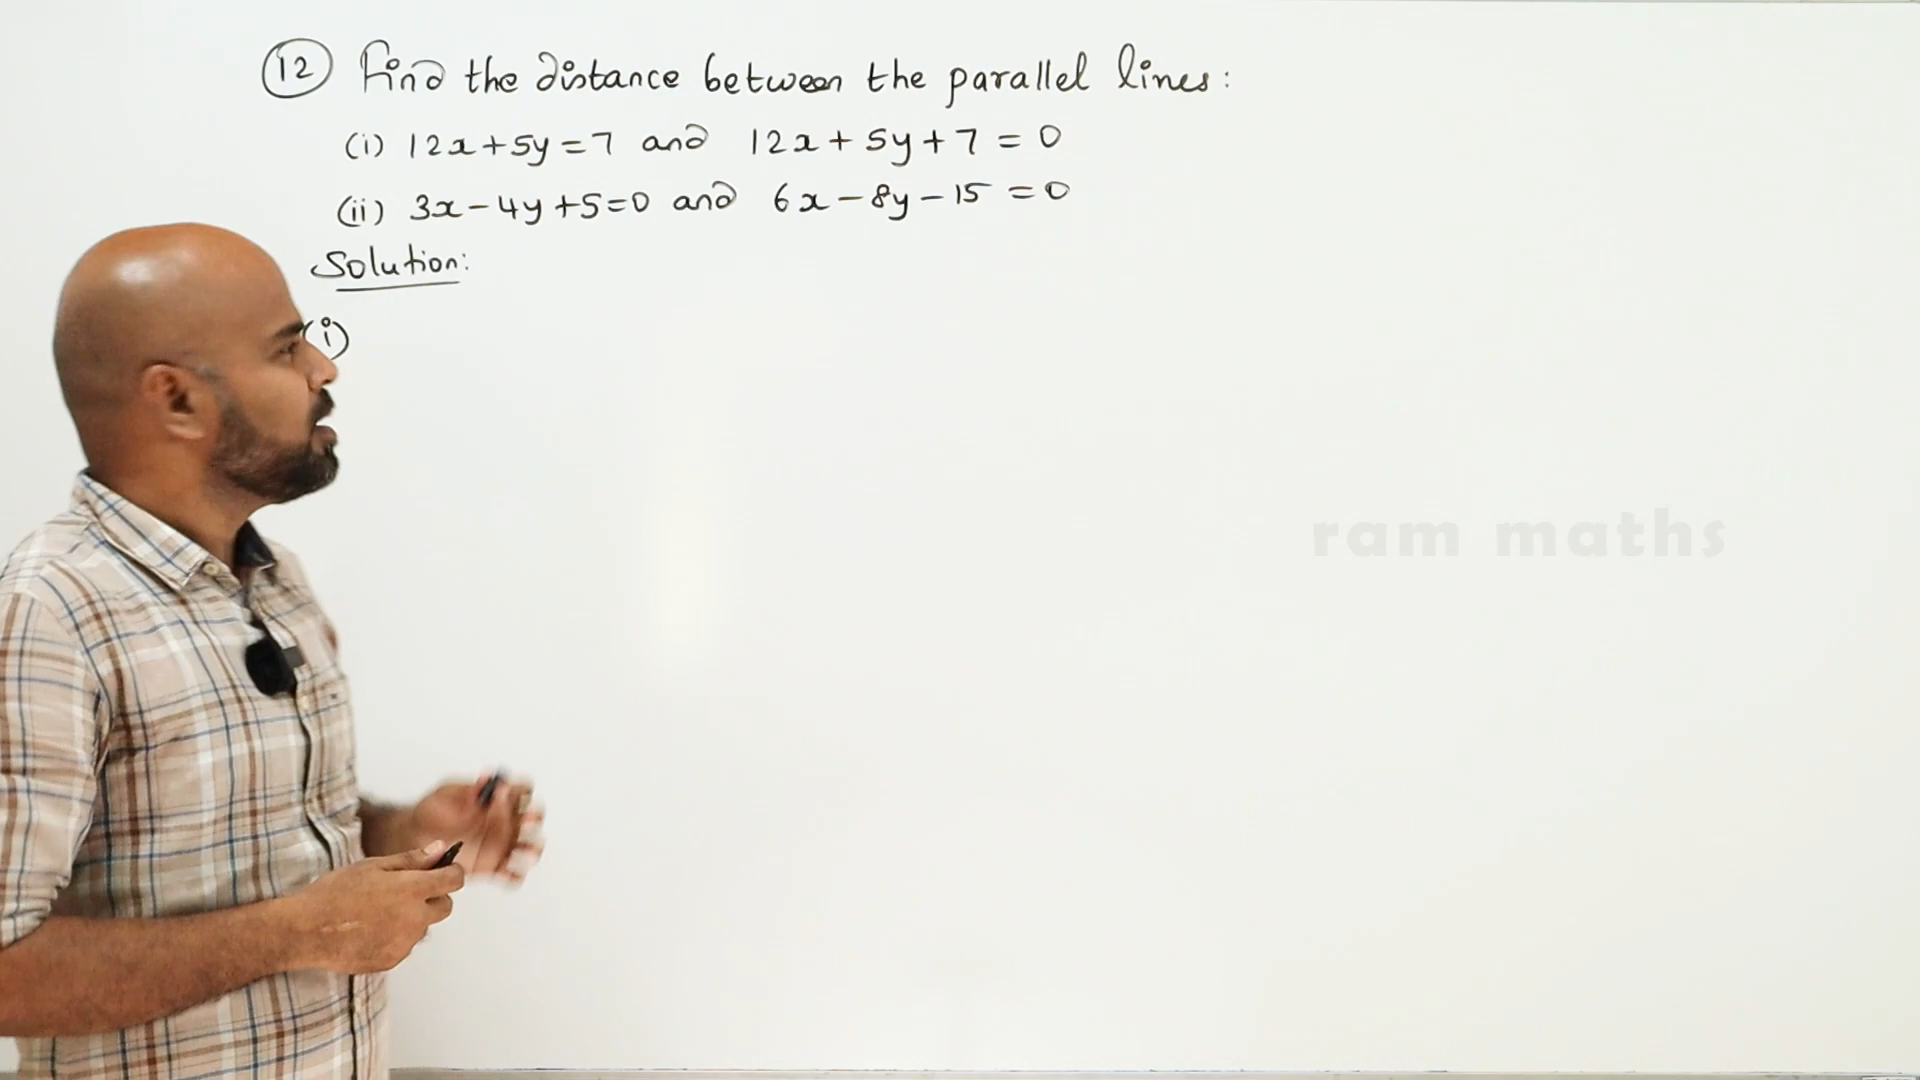 12 Find the distance between the parallel lines:
(i) 12x+5y=7 and 12x+5y+7=0
(ii) 3x-4y+5=0 and 6x-8y-15=0
Solution:
(i)
ram maths